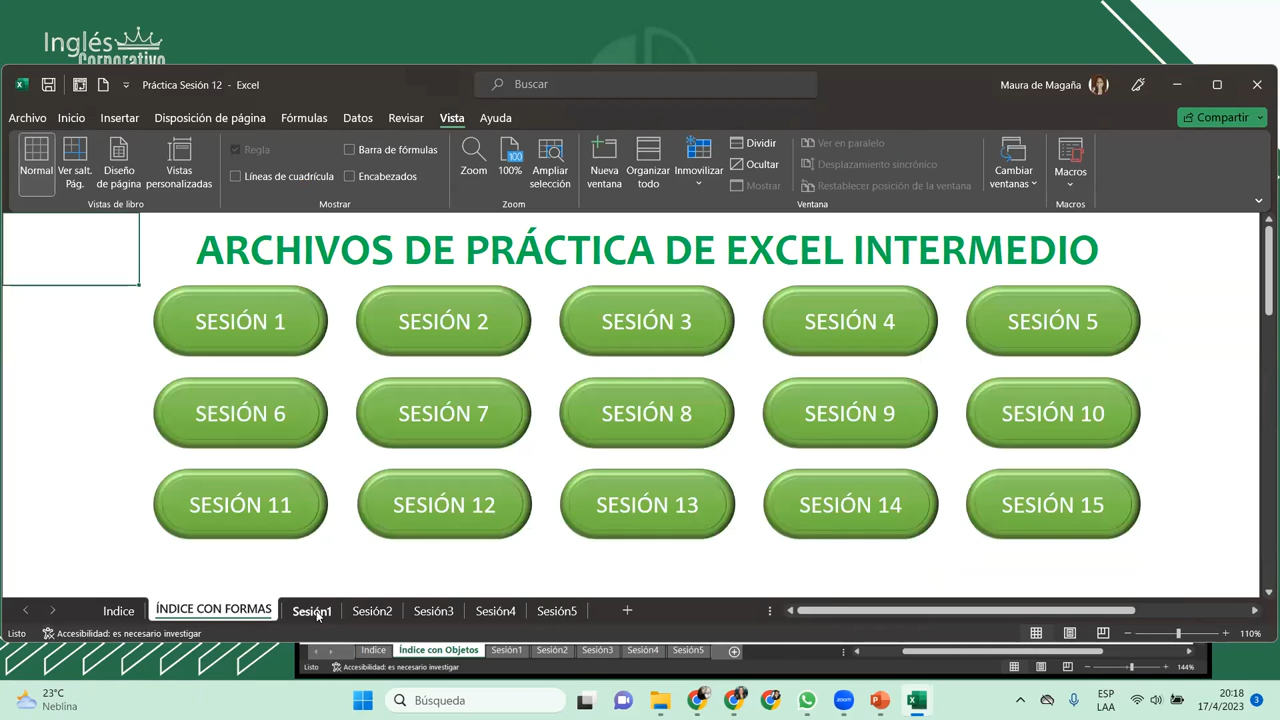 Inglés
Corporativo
Práctica Sesión 12 - Excel
Buscar
Maura de Magaña
Archivo Inicio Insertar Disposición de página Fórmulas Datos Revisar Vista Ayuda
Compartir
Normal
Ver salt. Pág.
Diseño de página
Vistas personalizadas
Vistas de libro
Regla
Barra de fórmulas
Líneas de cuadrícula
Encabezados
Mostrar
Zoom
100
100%
Ampliar selección
Zoom
Nueva ventana
Organizar todo
Inmovilizar
Dividir
Ocultar
Mostrar
Ver en paralelo
Desplazamiento sincrónico
Restablecer posición de la ventana
Ventana
Cambiar ventanas
Macros
Macros
ARCHIVOS DE PRÁCTICA DE EXCEL INTERMEDIO
SESIÓN 1 SESIÓN 2 SESIÓN 3 SESIÓN 4 SESIÓN 5
SESIÓN 6 SESIÓN 7 SESIÓN 8 SESIÓN 9 SESIÓN 10
SESIÓN 11 SESIÓN 12 SESIÓN 13 SESIÓN 14 SESIÓN 15
Indice ÍNDICE CON FORMAS Sesión1 Sesión2 Sesión3 Sesión4 Sesión5
Listo Accesibilidad: es necesario investigar 110%
Indice Índice con Objetos Sesión1 Sesión2 Sesión3 Sesión4 Sesión5
Listo Accesibilidad: es necesario investigar 144%
23°C
Neblina
Búsqueda
zoom
ESP
LAA
20:18
17/4/2023
3